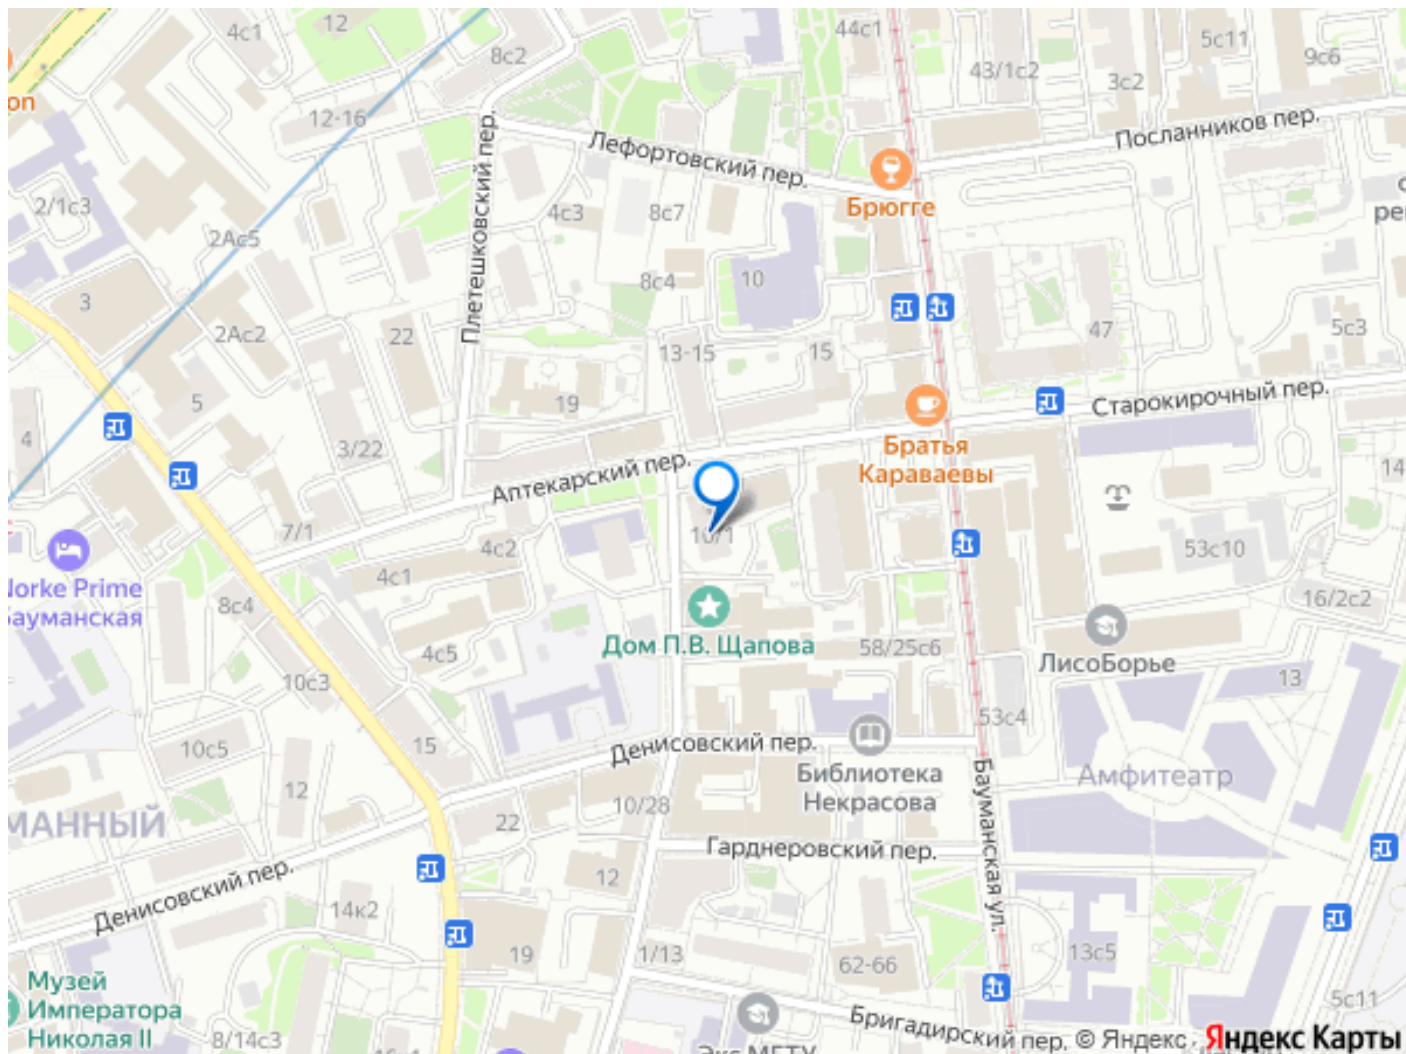 4с1
12
44с1
5с11
9с6
8с2
43/1с2
3с2
on
12-16
Посланников пер.
Лефортовский пер.
Плетешковский пер.
2/1с3
4с3
8с7
Брюгге
2Ас5
8с4
10
3
2Ас2
22
13-15
15
47
5с3
5
19
Старокирочный пер.
4
3/22
Братья
Караваевы
Аптекарский пер.
14
7/1
4с2
10/1
53с10
Norke Prime
Бауманская
4с1
8с4
16/2с2
Дом П.В. Щапова
58/25с6
4с5
ЛисоБорье
10с3
13
53с4
10с5
15
Денисовский пер.
Библиотека
Некрасова
Бауманская ул.
Амфитеатр
12
10/28
МАННЫЙ
22
Гарднеровский пер.
Денисовский пер.
12
14к2
19
1/13
62-66
13с5
Музей
Императора
Николая II
8/14с3
5с11
Бригадирский пер.
© Яндекс
Яндекс Карты